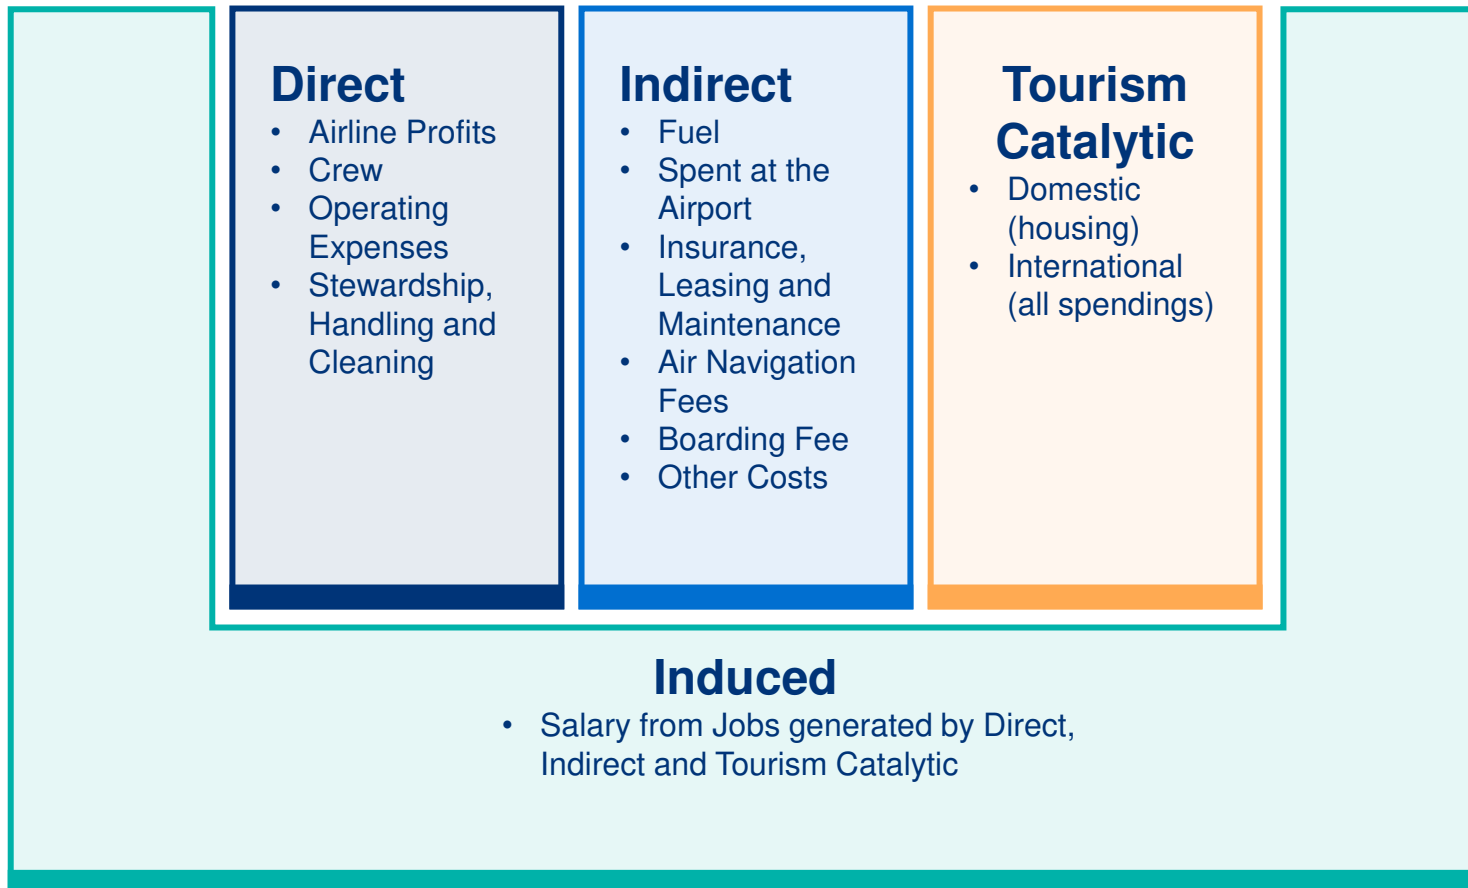 Direct
• Airline Profits
• Crew
• Operating
Expenses
• Stewardship,
Handling and
Cleaning
Indirect
• Fuel
• Spent at the
Airport
• Insurance,
Leasing and
Maintenance
• Air Navigation
Fees
• Boarding Fee
• Other Costs
Tourism
Catalytic
• Domestic
(housing)
• International
(all spendings)
Induced
• Salary from Jobs generated by Direct,
Indirect and Tourism Catalytic